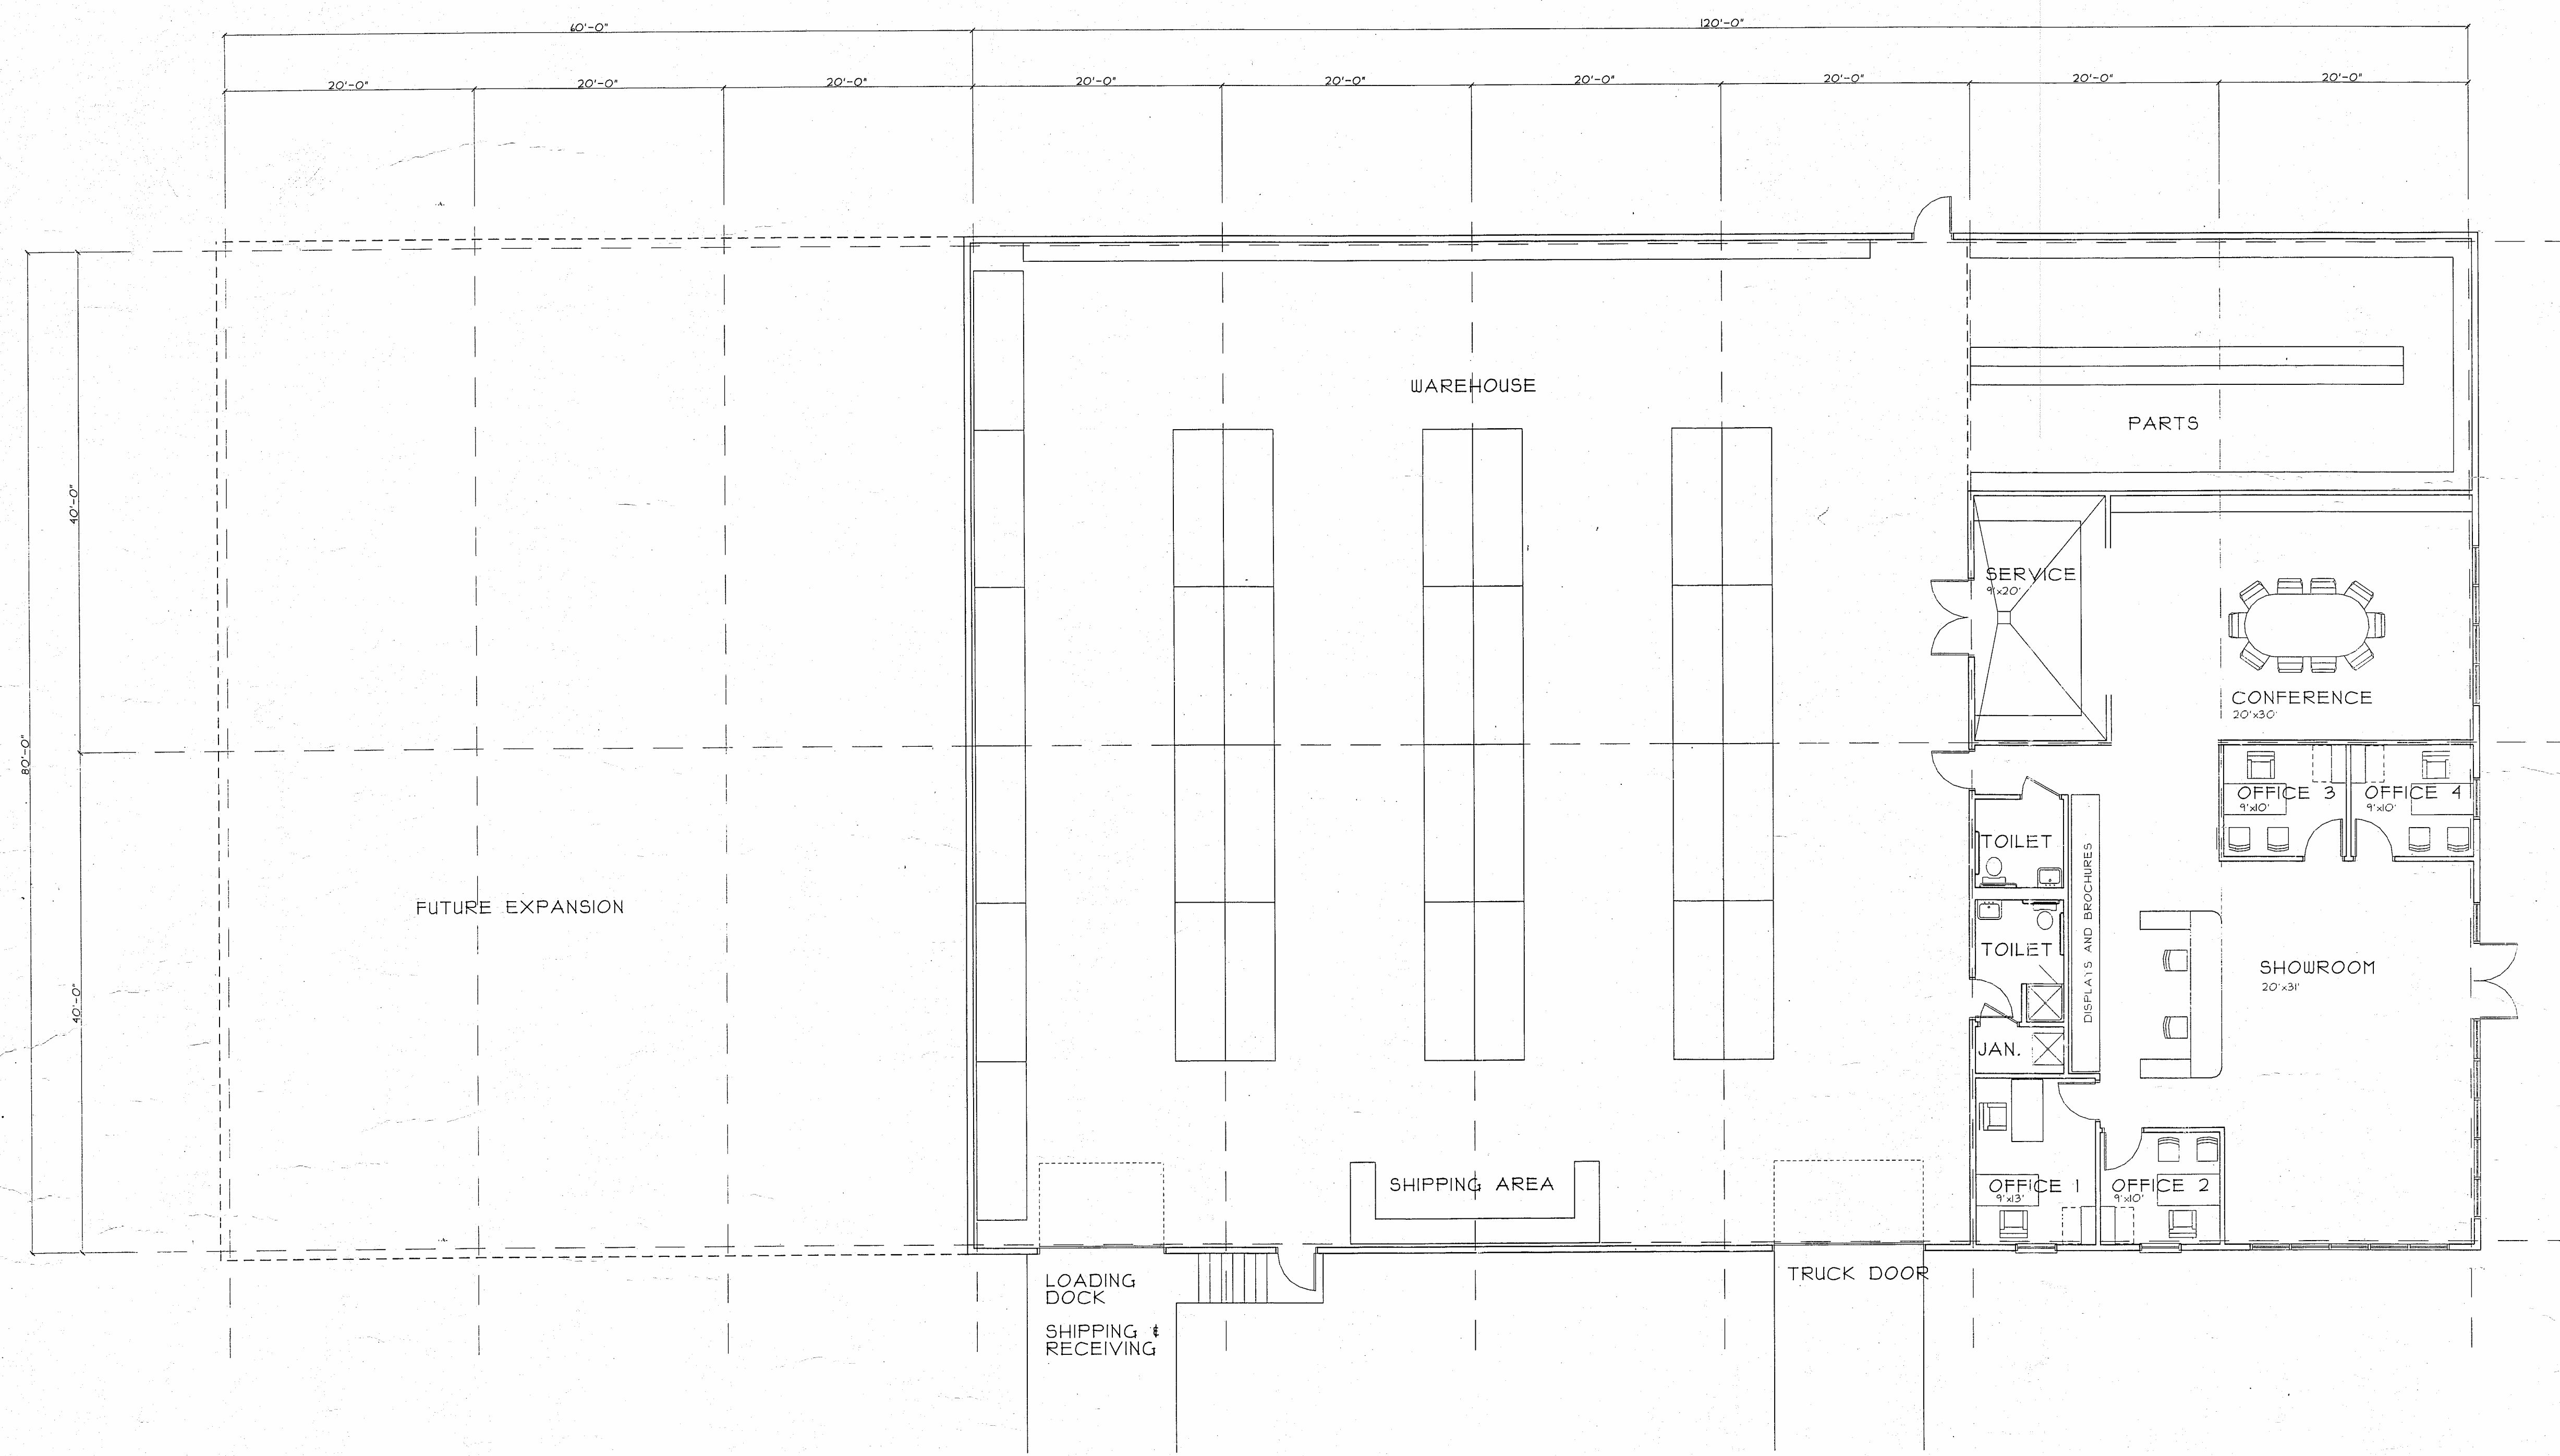 60'-0"
120'-0"
20'-0"
20'-0"
20'-0"
20'-0"
20'-0"
20'-0"
20'-0"
20'-0"
20'-0"
WAREHOUSE
PARTS
40'-0"
SERVICE
9'x20'
CONFERENCE
20'x30'
80'-0"
OFFICE 3
9'x10'
OFFICE 4
9'x10'
TOILET
DISPLAYS AND BROCHURES
FUTURE EXPANSION
TOILET
SHOWROOM
20'x31'
40'-0"
JAN.
SHIPPING AREA
OFFICE 1
9'x13'
OFFICE 2
9'x10'
LOADING
DOCK
TRUCK DOOR
SHIPPING &
RECEIVING